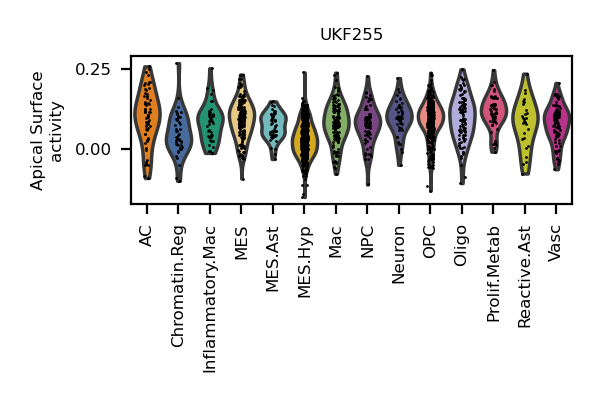 UKF255
Apical Surface
activity
0.25
0.00
AC
Chromatin.Reg
Inflammatory.Mac
MES
MES.Ast
MES.Hyp
Mac
NPC
Neuron
OPC
Oligo
Prolif.Metab
Reactive.Ast
Vasc